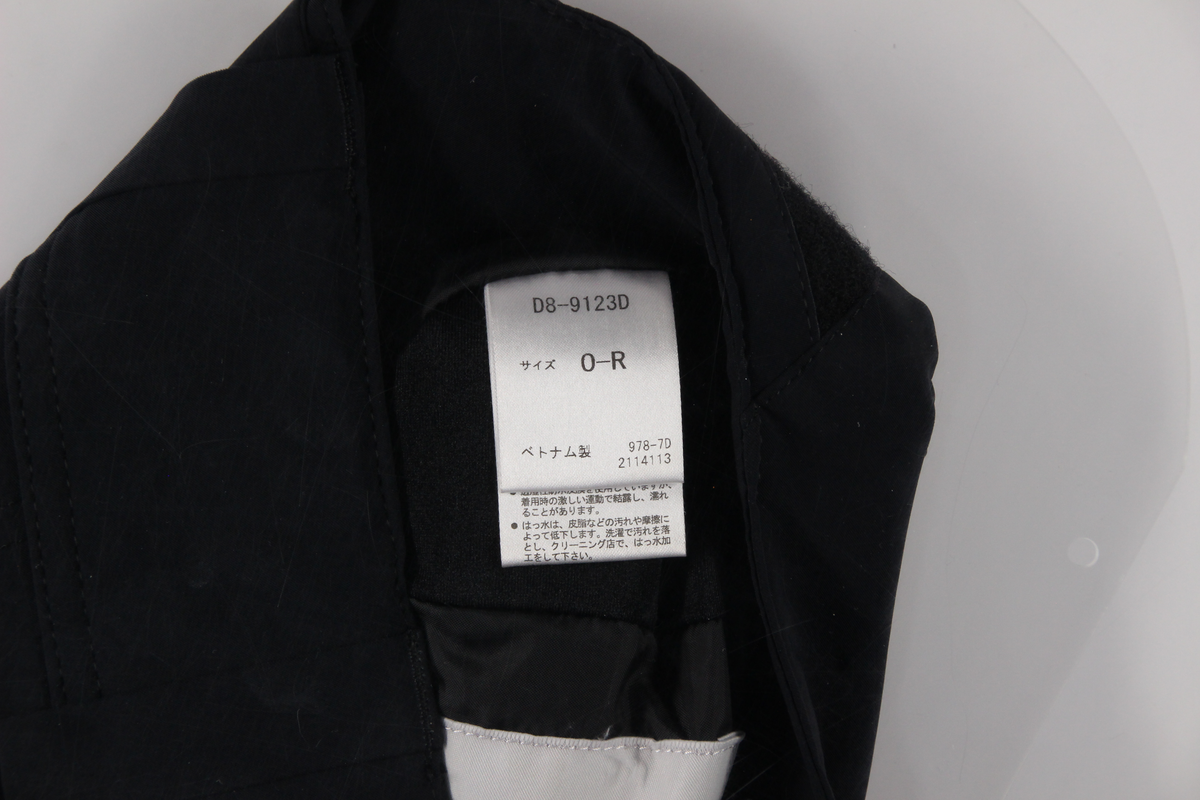 D8-9123D
サイズ O-R
ベトナム製 978-7D
2114113
着用時の激しい運動で結露し、濡れ
ることがあります。
● はっ水は、皮脂などの汚れや摩擦に
よって低下します。洗濯で汚れを落
とし、クリーニング店で、はっ水加
工をして下さい。